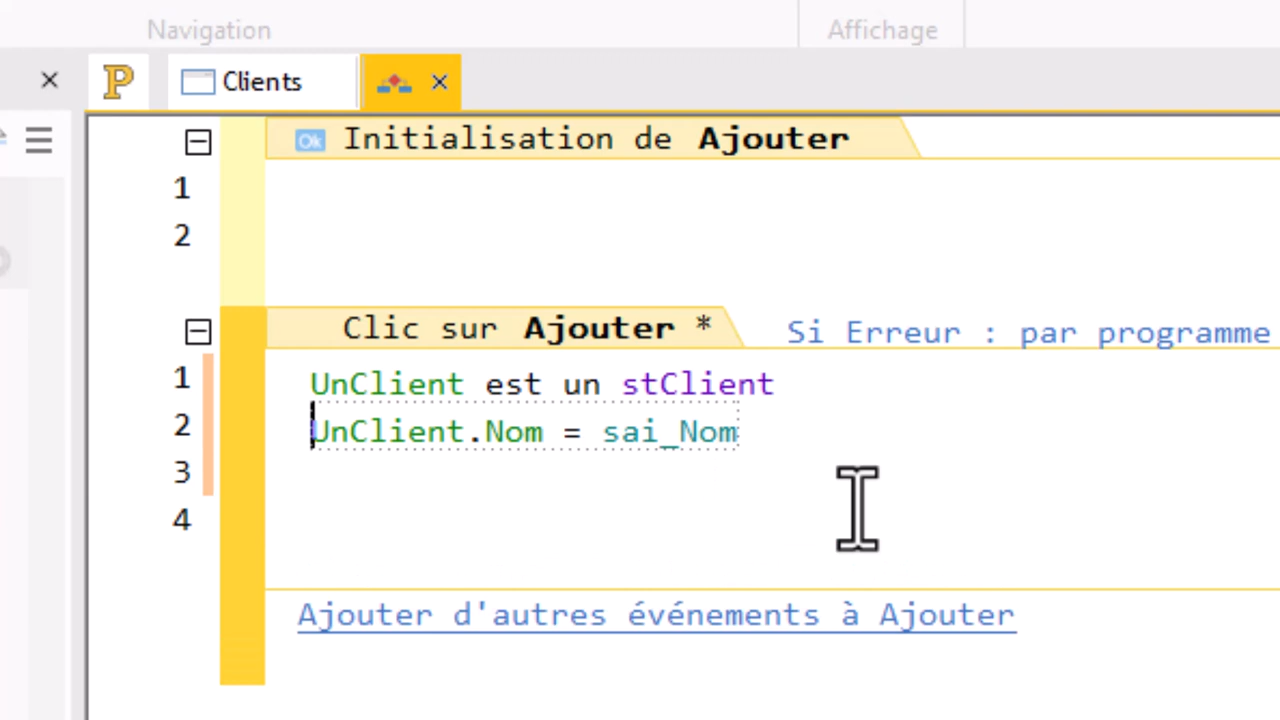 Navigation Affichage
P Clients
Ok Initialisation de Ajouter
1
2
Clic sur Ajouter * Si Erreur : par programme
1 UnClient est un stClient
2 UnClient.Nom = sai_Nom
3
4
Ajouter d'autres événements à Ajouter